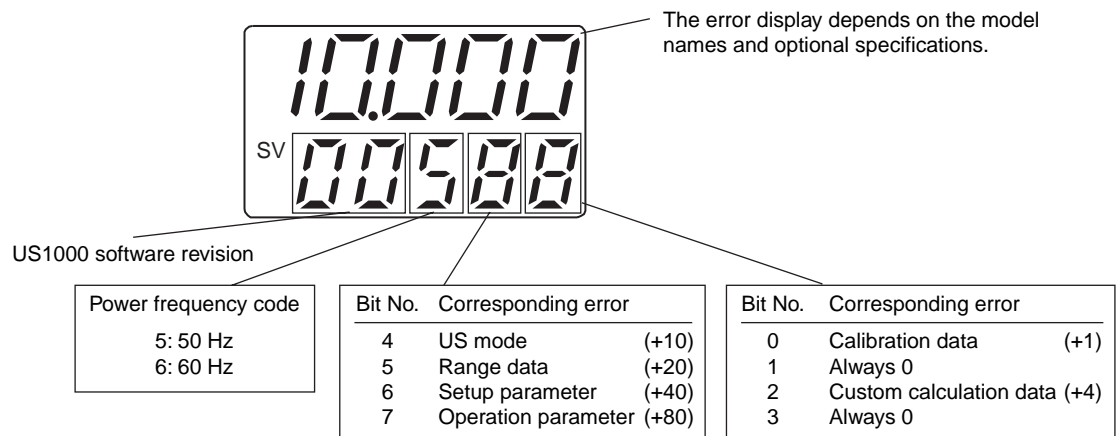 The error display depends on the model
names and optional specifications.
10.000
SV 00588
US1000 software revision
Power frequency code
5: 50 Hz
6: 60 Hz
Bit No. Corresponding error
4 US mode (+10)
5 Range data (+20)
6 Setup parameter (+40)
7 Operation parameter (+80)
Bit No. Corresponding error
0 Calibration data (+1)
1 Always 0
2 Custom calculation data (+4)
3 Always 0